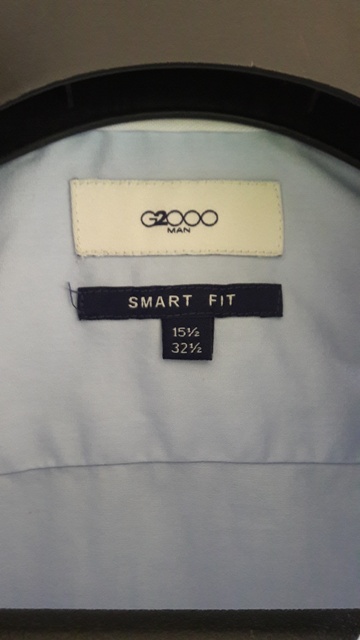 G2000
MAN
SMART FIT
15½
32½